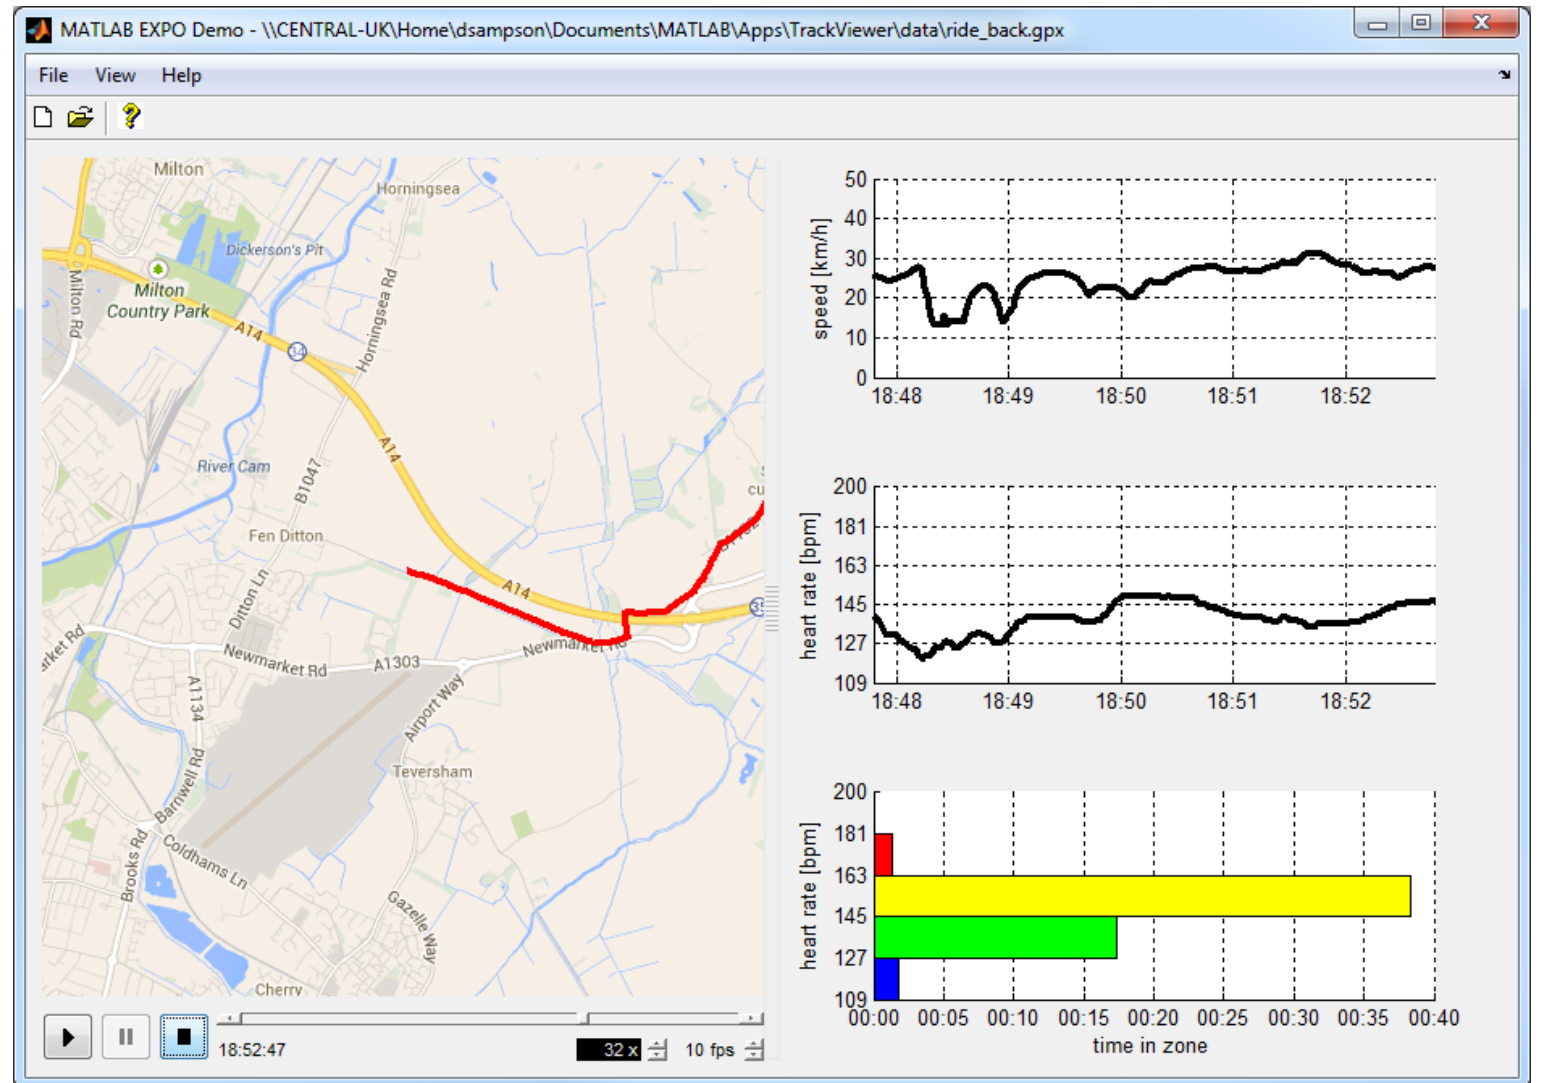 MATLAB EXPO Demo - \\CENTRAL-UK\Home\dsampson\Documents\MATLAB\Apps\TrackViewer\data\ride_back.gpx
File View Help
Milton
Horningsea
Dickerson's Pit
Milton Rd
Milton
Country Park
A14
34
Horningsea Rd
A14
River Cam
B1047
Fen Ditton
A14
35
Ditton Ln
Newmarket Rd
A1303
Newmarket Rd
A1134
Airport Way
Teversham
Barnwell Rd
Brooks Rd
Coldhams Ln
Gazelle Way
Cherry
18:52:47
32 x
10 fps
speed [km/h]
50
40
30
20
10
0
18:48 18:49 18:50 18:51 18:52
heart rate [bpm]
200
181
163
145
127
109
18:48 18:49 18:50 18:51 18:52
heart rate [bpm]
200
181
163
145
127
109
00:00 00:05 00:10 00:15 00:20 00:25 00:30 00:35 00:40
time in zone